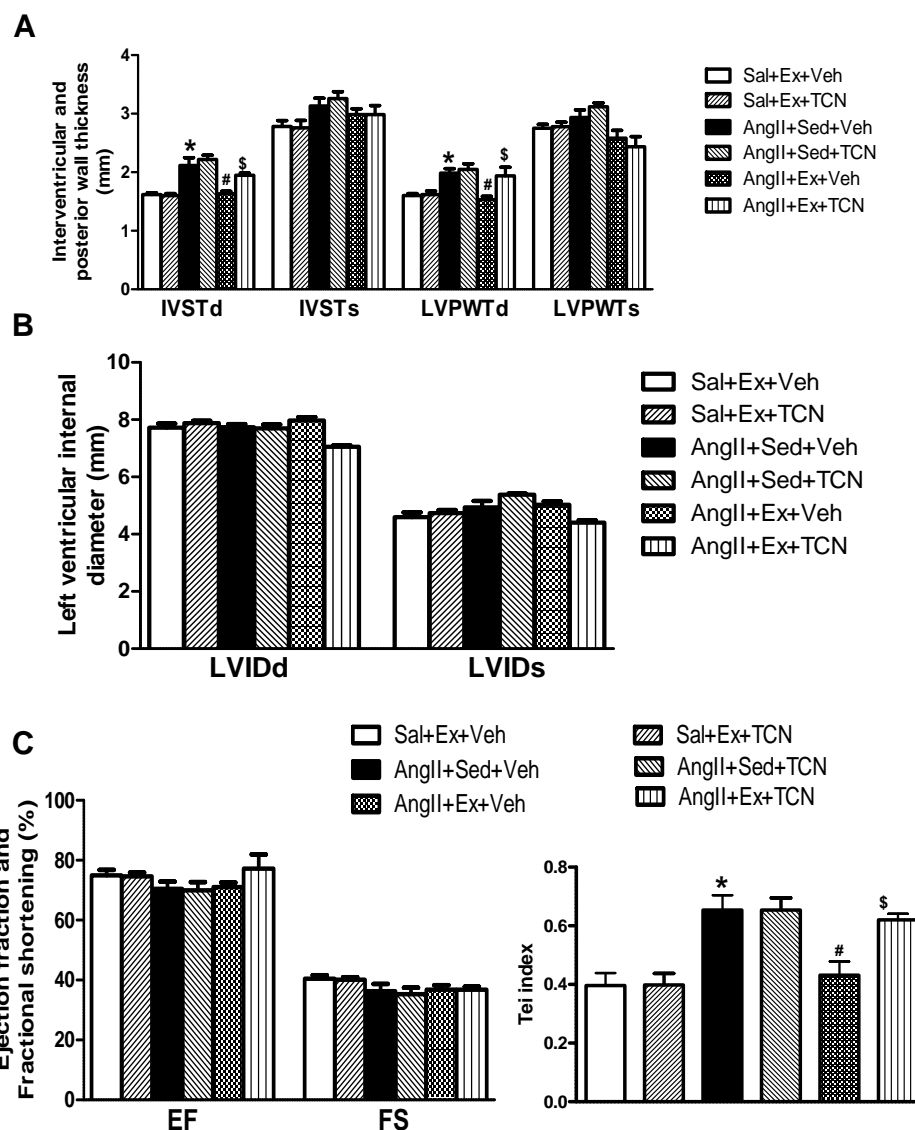 A
Interventricular and
posterior wall thickness
(mm)
4
3
2
1
0
*
#
$
*
#
$
IVSTd
IVSTs
LVPWTd
LVPWTs
Sal+Ex+Veh
Sal+Ex+TCN
AngII+Sed+Veh
AngII+Sed+TCN
AngII+Ex+Veh
AngII+Ex+TCN
B
Left ventricular internal
diameter (mm)
10
8
6
4
2
0
LVIDd
LVIDs
Sal+Ex+Veh
Sal+Ex+TCN
AngII+Sed+Veh
AngII+Sed+TCN
AngII+Ex+Veh
AngII+Ex+TCN
C
Sal+Ex+Veh
AngII+Sed+Veh
AngII+Ex+Veh
Sal+Ex+TCN
AngII+Sed+TCN
AngII+Ex+TCN
Ejection fraction and
Fractional shortening (%)
100
80
60
40
20
0
EF
FS
Tei index
0.8
0.6
0.4
0.2
0.0
*
#
$